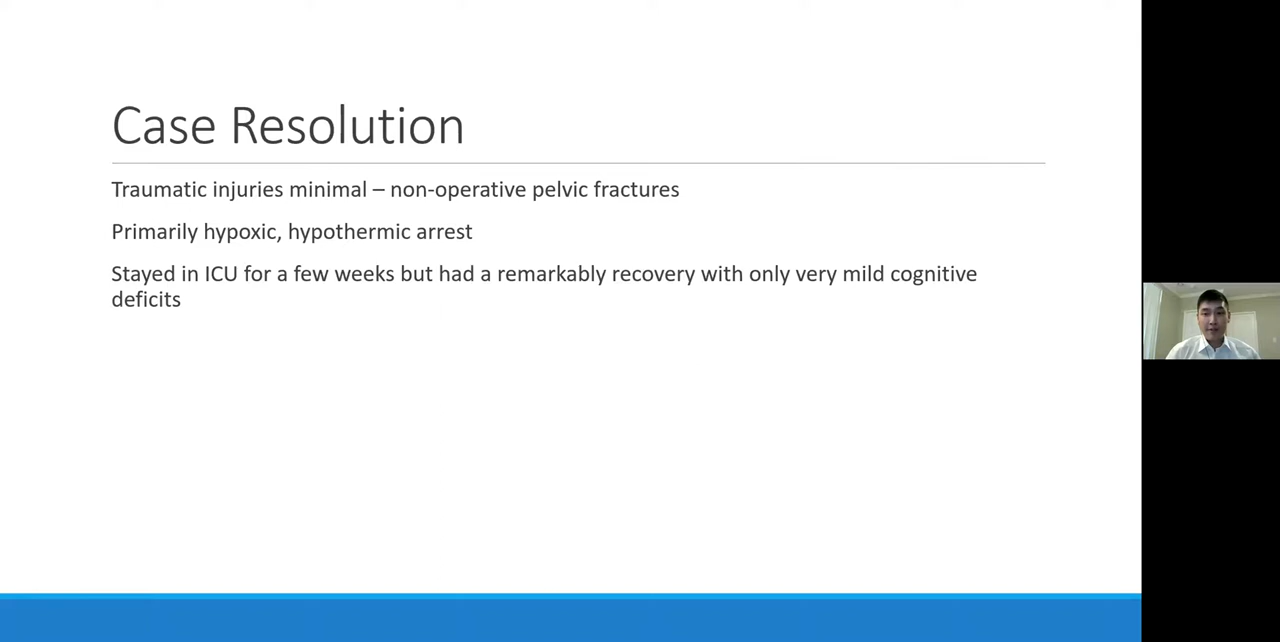 Case Resolution
Traumatic injuries minimal – non-operative pelvic fractures
Primarily hypoxic, hypothermic arrest
Stayed in ICU for a few weeks but had a remarkably recovery with only very mild cognitive
deficits